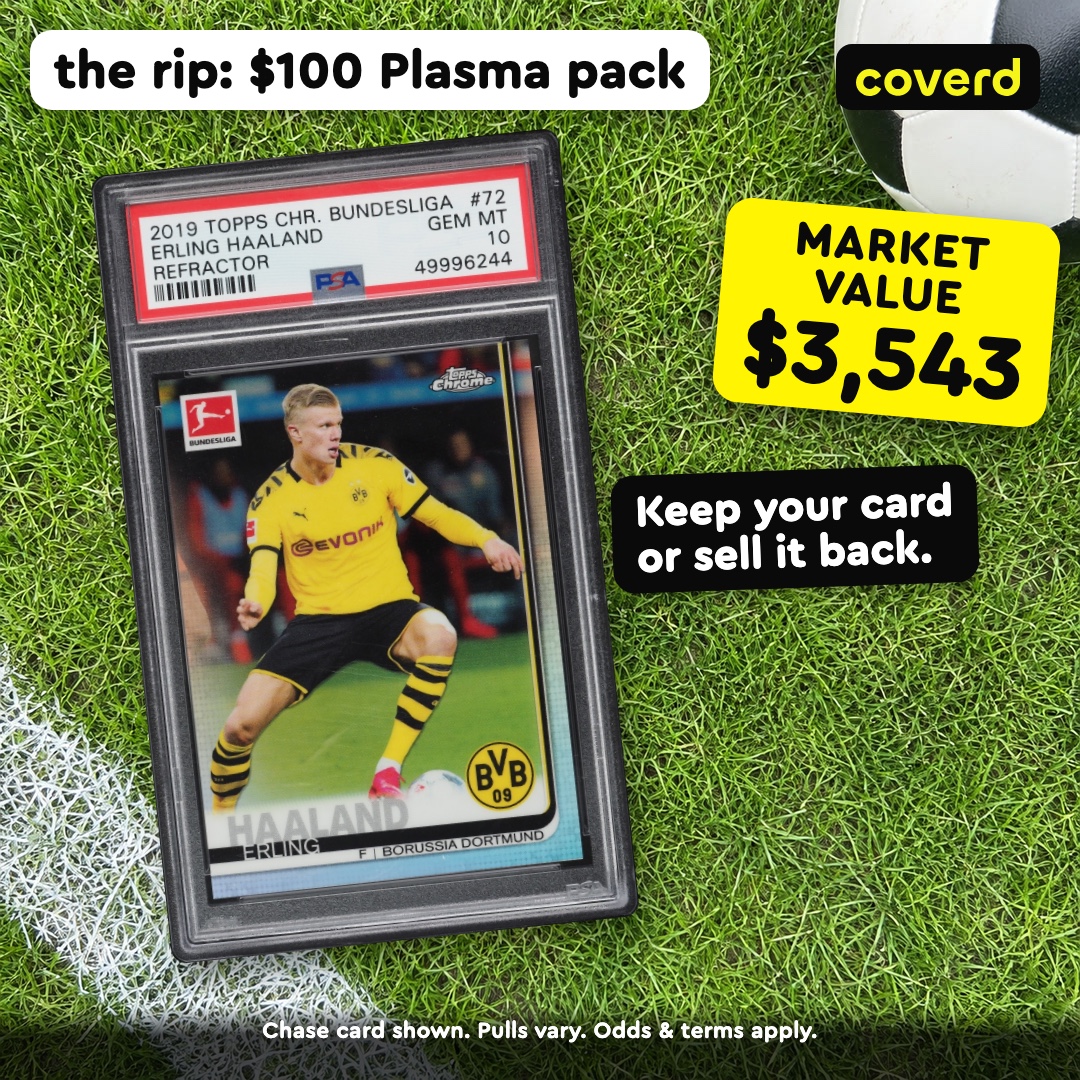 the rip: $100 Plasma pack
coverd
2019 TOPPS CHR. BUNDESLIGA #72
ERLING HAALAND GEM MT
REFRACTOR 10
49996244
PSA
MARKET
VALUE
$3,543
Topps
Chrome
BUNDESLIGA
BVB
EVONIK
Keep your card
or sell it back.
BVB
09
HAALAND
ERLING
F | BORUSSIA DORTMUND
PSA
Chase card shown. Pulls vary. Odds & terms apply.